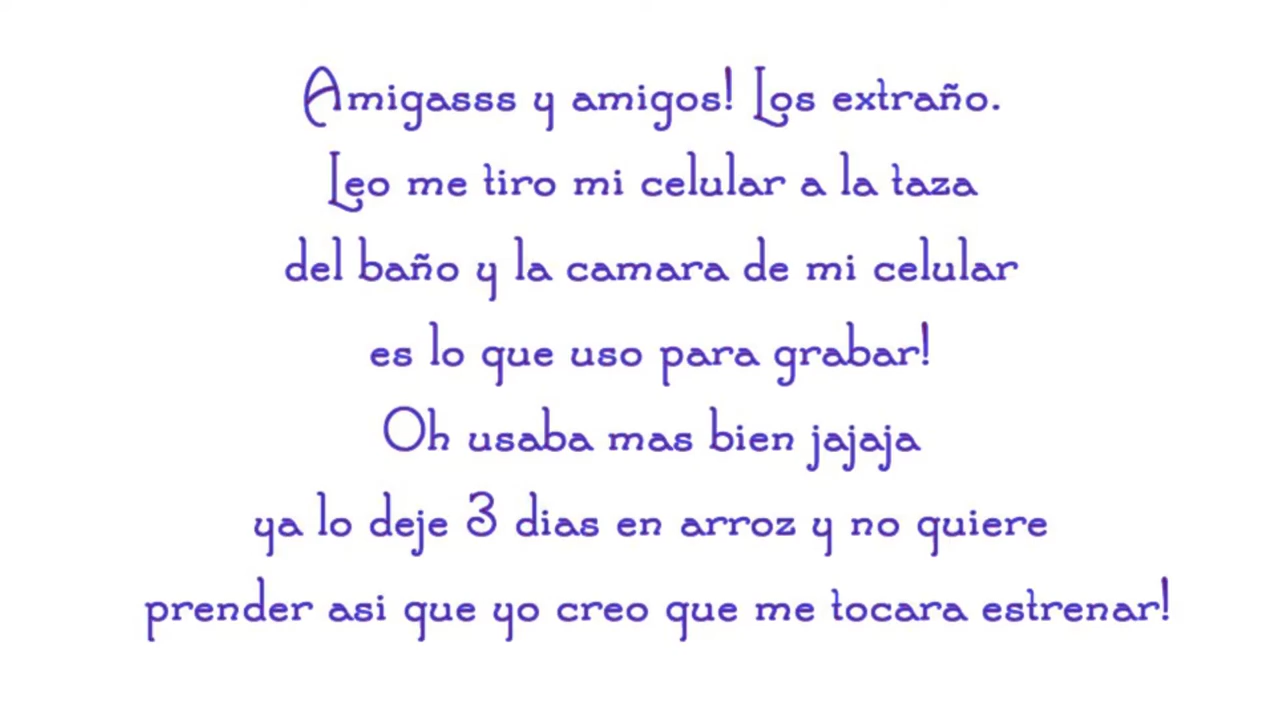 Amigasss y amigos! Los extraño.
Leo me tiro mi celular a la taza
del baño y la camara de mi celular
es lo que uso para grabar!
Oh usaba mas bien jajaja
ya lo deje 3 dias en arroz y no quiere
prender asi que yo creo que me tocara estrenar!